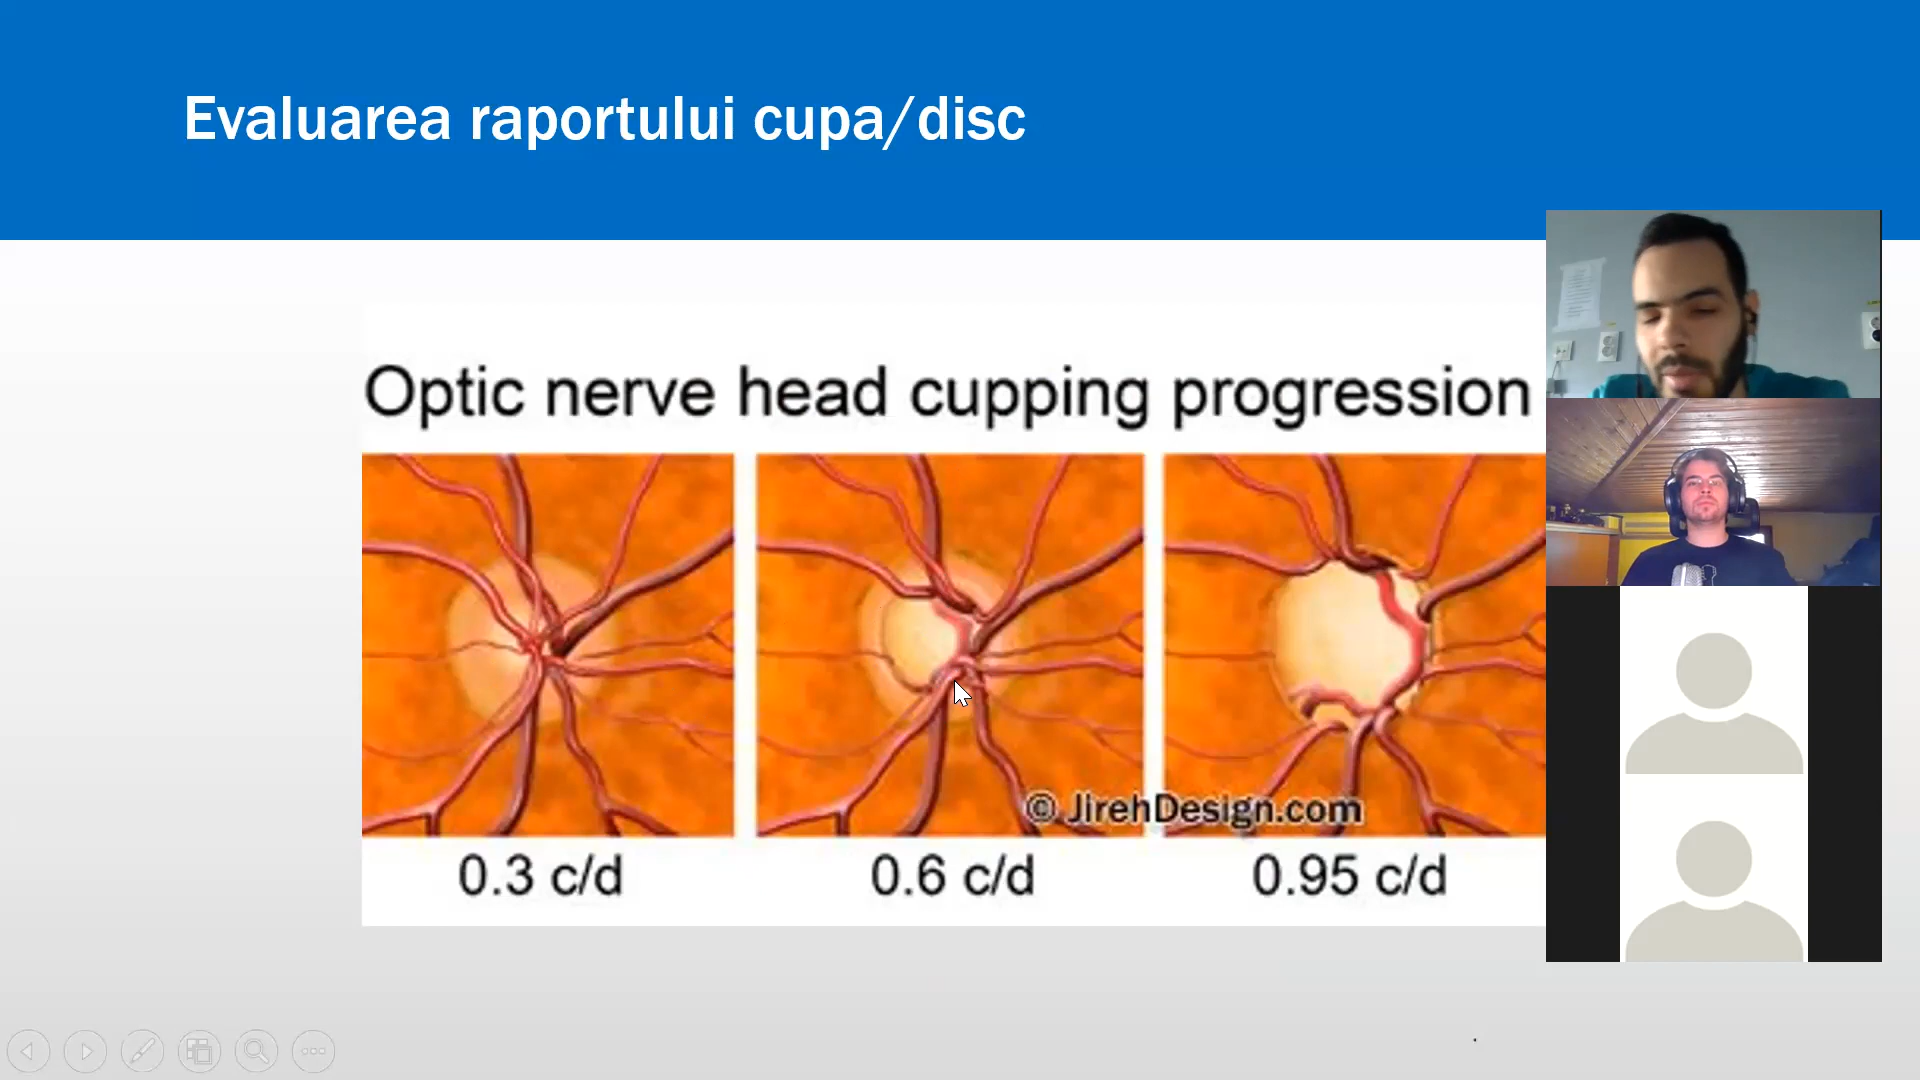 Evaluarea raportului cupa/disc
Optic nerve head cupping progression
© JirehDesign.com
0.3 c/d
0.6 c/d
0.95 c/d